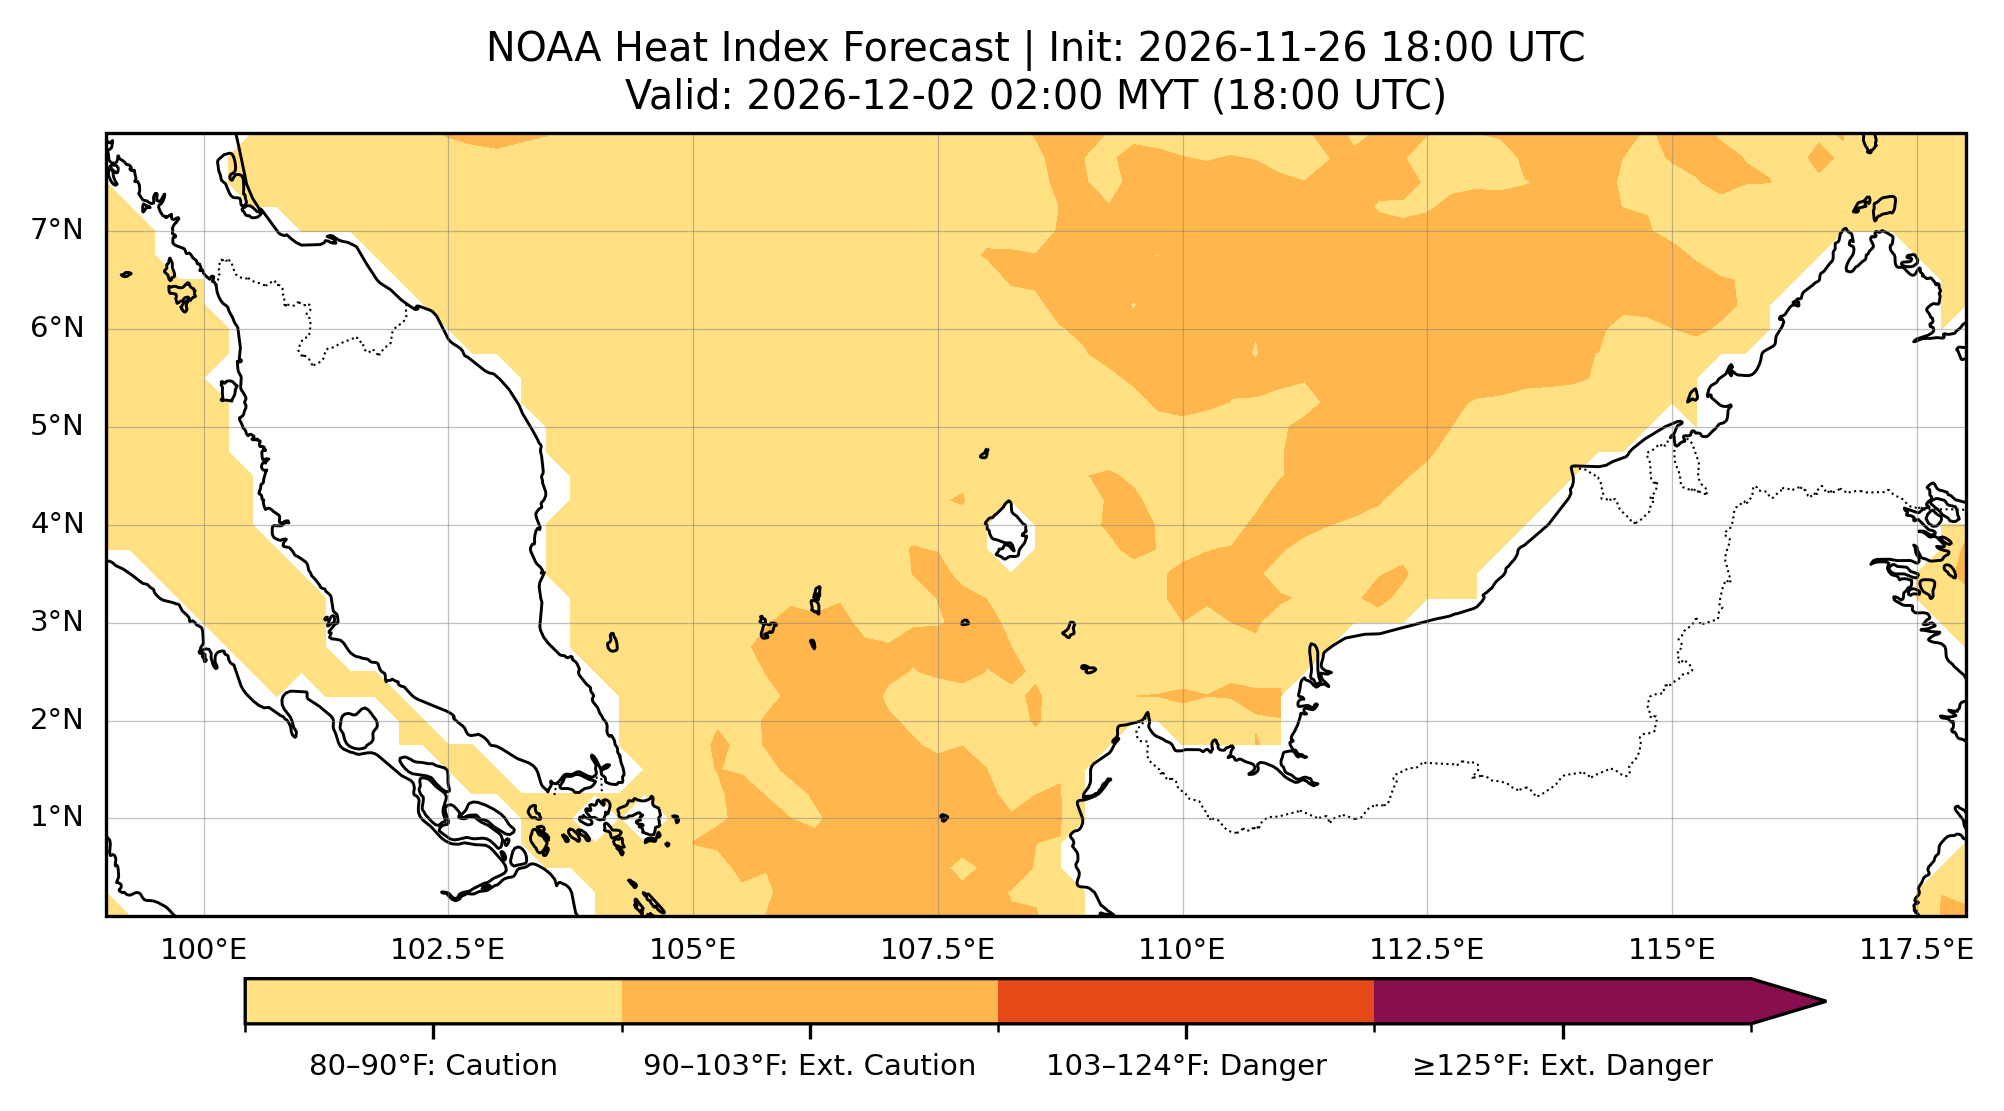 NOAA Heat Index Forecast | Init: 2026-11-26 18:00 UTC
Valid: 2026-12-02 02:00 MYT (18:00 UTC)
7°N
6°N
5°N
4°N
3°N
2°N
1°N
100°E
102.5°E
105°E
107.5°E
110°E
112.5°E
115°E
117.5°E
80–90°F: Caution
90–103°F: Ext. Caution
103–124°F: Danger
≥125°F: Ext. Danger